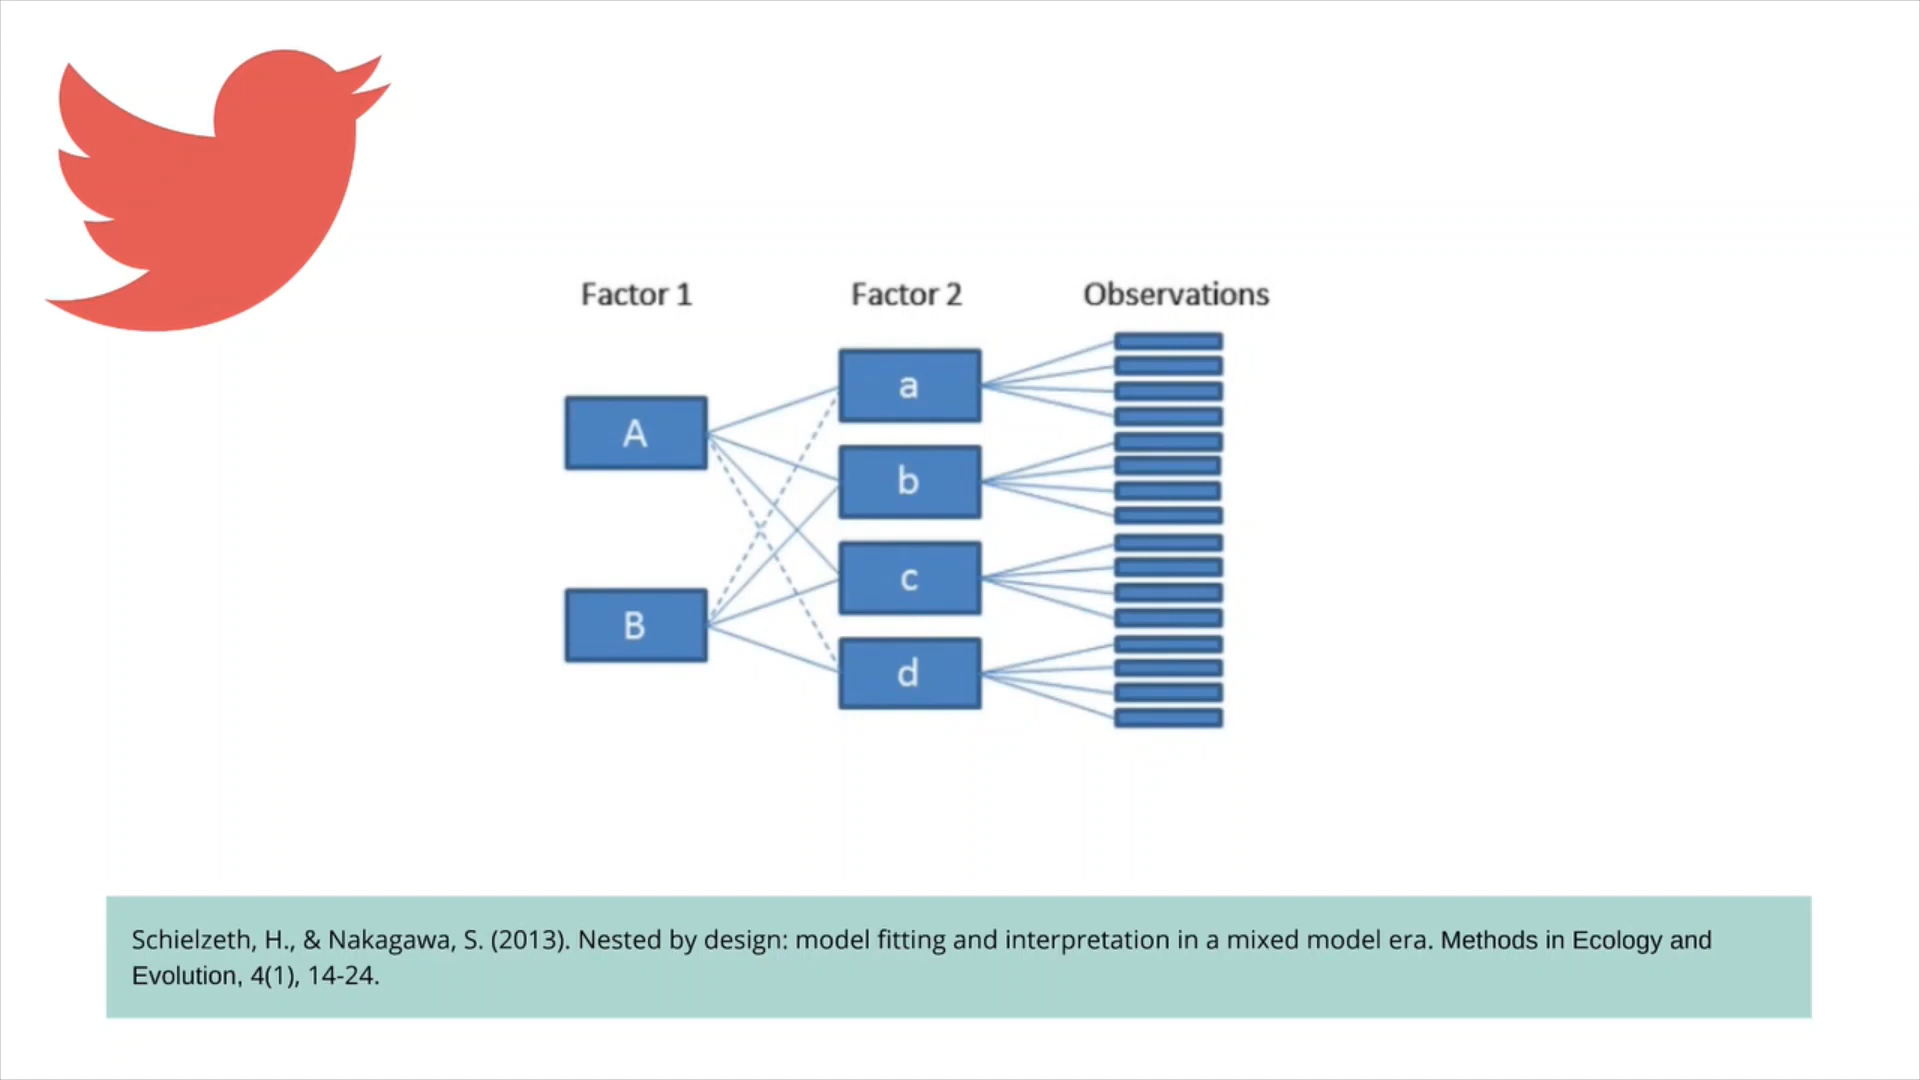 Factor 1 Factor 2 Observations
a
A
b
c
B
d
Schielzeth, H., & Nakagawa, S. (2013). Nested by design: model fitting and interpretation in a mixed model era. Methods in Ecology and
Evolution, 4(1), 14-24.